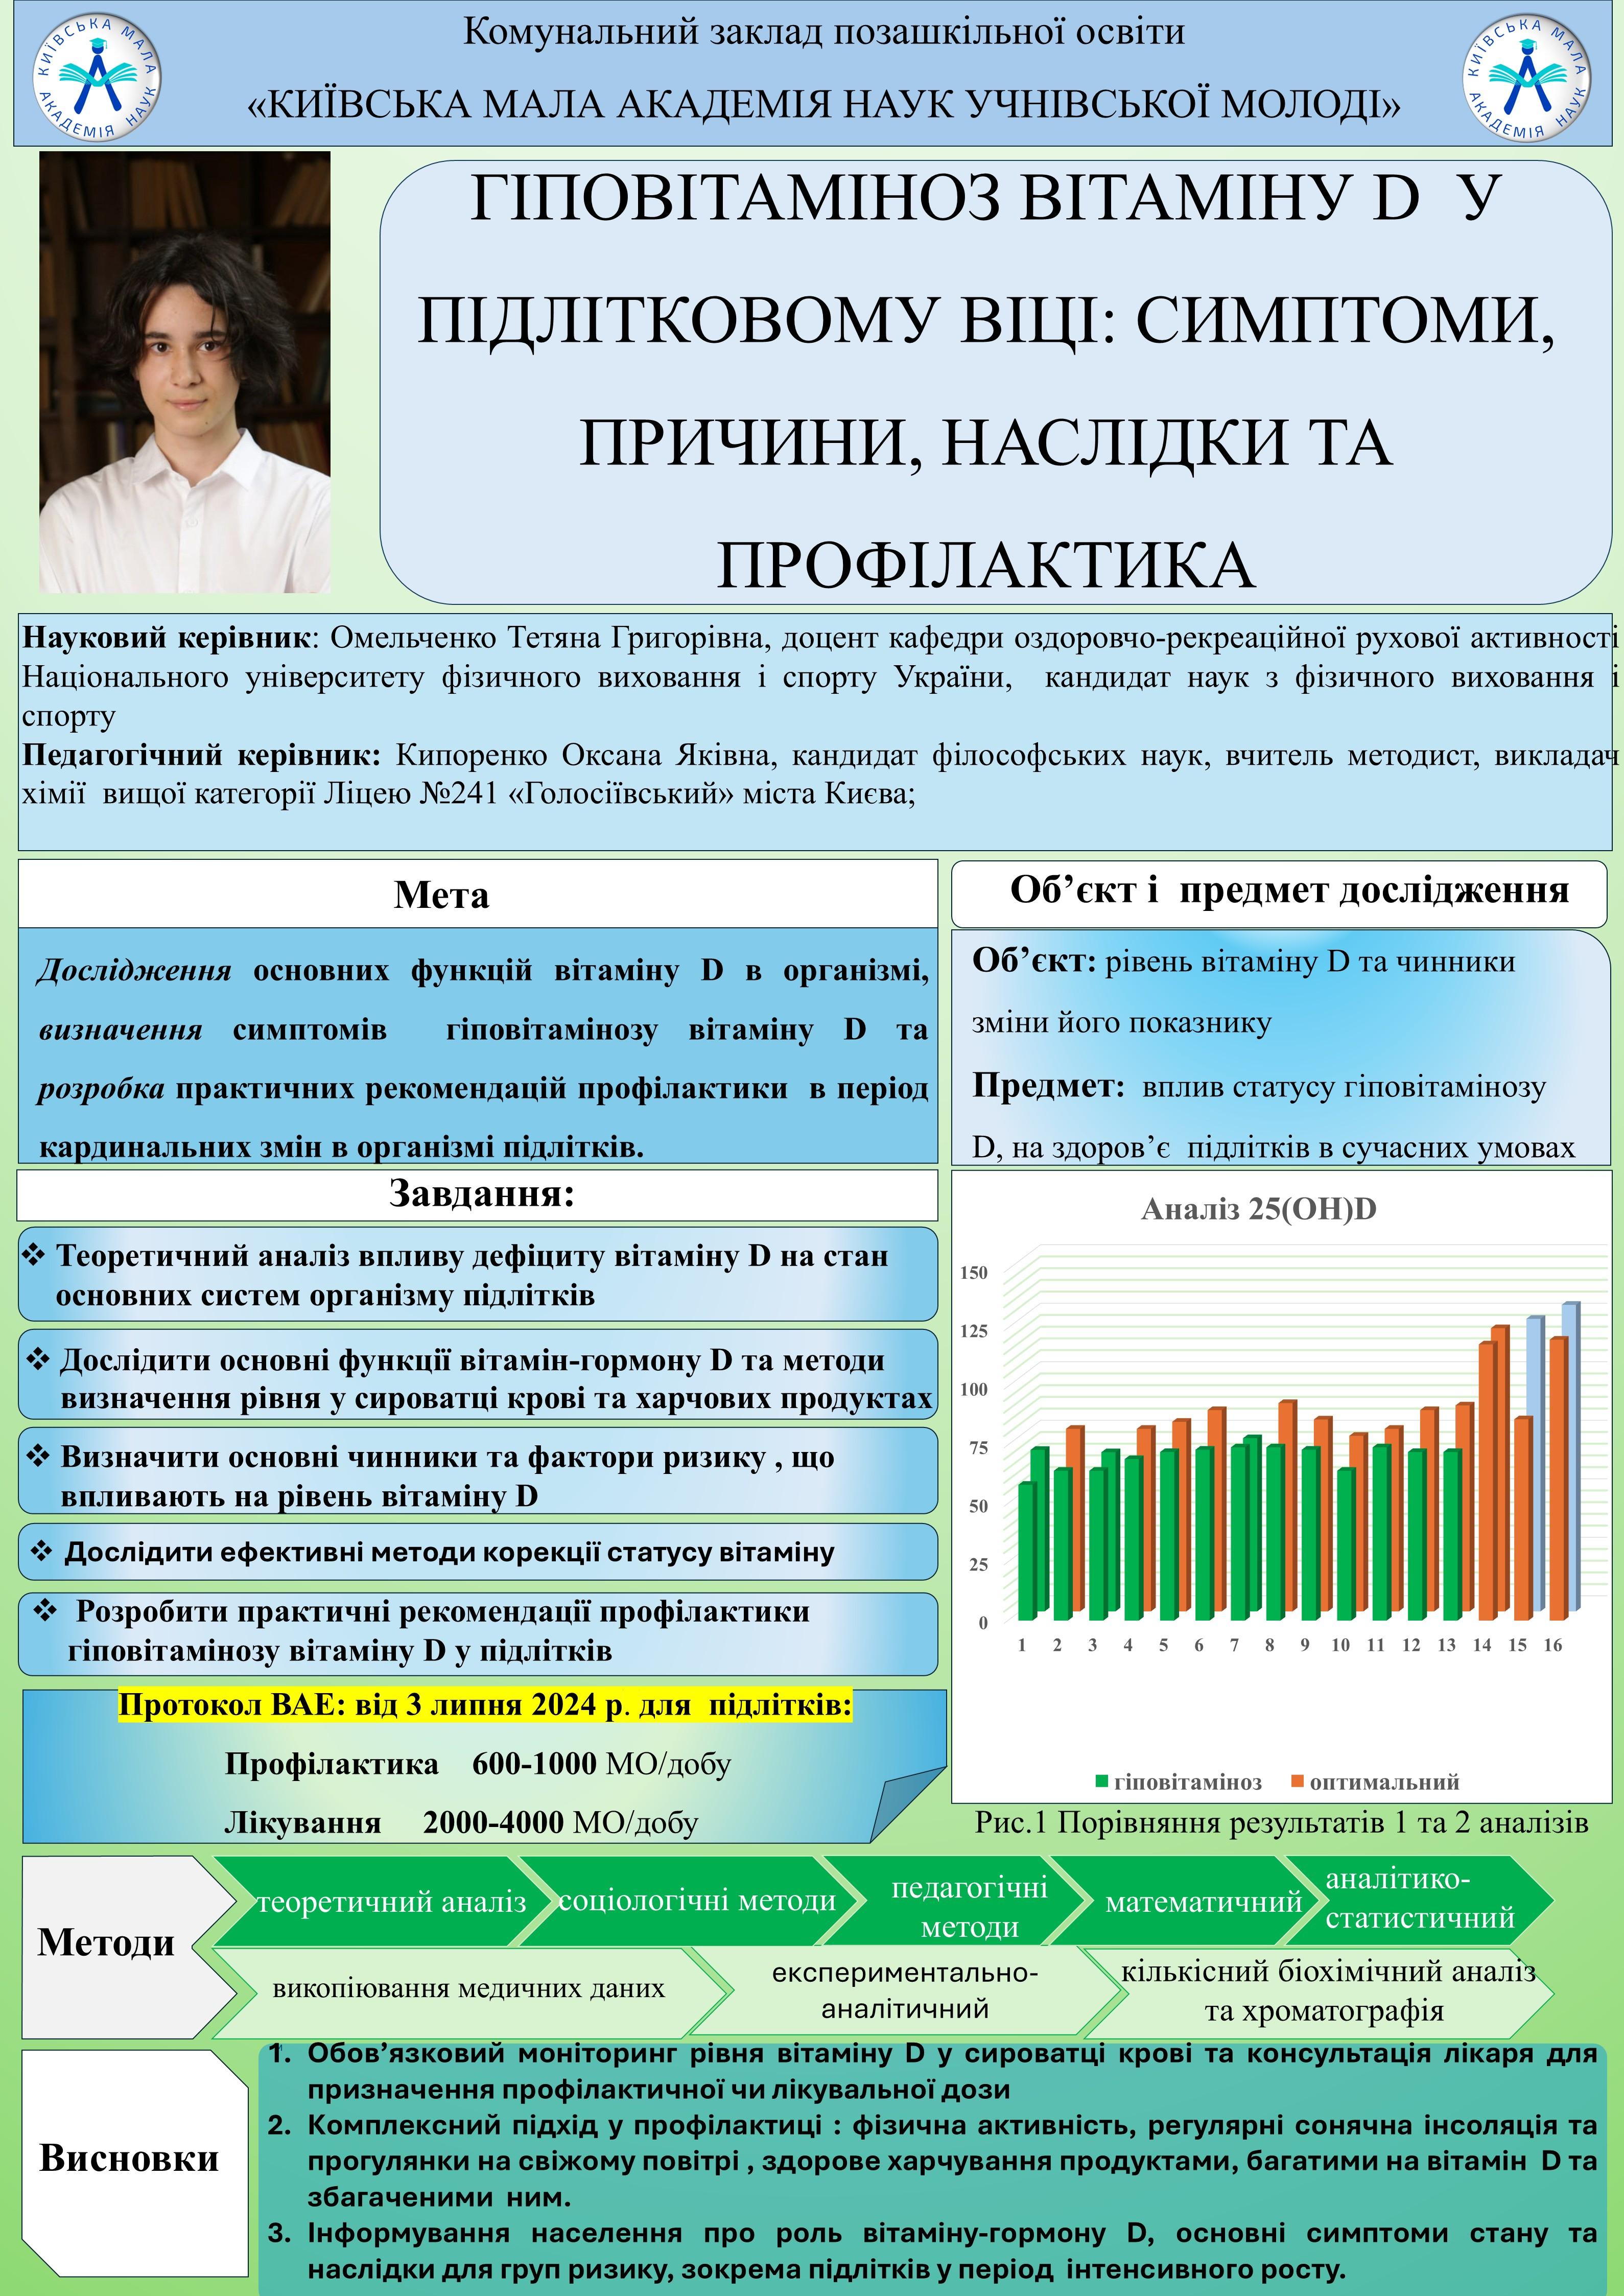 Комунальний заклад позашкільної освіти
«КИЇВСЬКА МАЛА АКАДЕМІЯ НАУК УЧНІВСЬКОЇ МОЛОДІ»
КИЇВСЬКА МАЛА АКАДЕМІЯ НАУК
КИЇВСЬКА МАЛА АКАДЕМІЯ НАУК
ГІПОВІТАМІНОЗ ВІТАМІНУ D У
ПІДЛІТКОВОМУ ВІЦІ: СИМПТОМИ,
ПРИЧИНИ, НАСЛІДКИ ТА
ПРОФІЛАКТИКА
Науковий керівник: Омельченко Тетяна Григорівна, доцент кафедри оздоровчо-рекреаційної рухової активності
Національного університету фізичного виховання і спорту України, кандидат наук з фізичного виховання і
спорту
Педагогічний керівник: Кипоренко Оксана Яківна, кандидат філософських наук, вчитель методист, викладач
хімії вищої категорії Ліцею №241 «Голосіївський» міста Києва;
Мета
Дослідження основних функцій вітаміну D в організмі,
визначення симптомів гіповітамінозу вітаміну D та
розробка практичних рекомендацій профілактики в період
кардинальних змін в організмі підлітків.
Об’єкт і предмет дослідження
Об’єкт: рівень вітаміну D та чинники
зміни його показнику
Предмет: вплив статусу гіповітамінозу
D, на здоров’є підлітків в сучасних умовах
Завдання:
❖ Теоретичний аналіз впливу дефіциту вітаміну D на стан
основних систем організму підлітків
❖ Дослідити основні функції вітамін-гормону D та методи
визначення рівня у сироватці крові та харчових продуктах
❖ Визначити основні чинники та фактори ризику , що
впливають на рівень вітаміну D
❖ Дослідити ефективні методи корекції статусу вітаміну
❖ Розробити практичні рекомендації профілактики
гіповітамінозу вітаміну D у підлітків
Протокол ВАЕ: від 3 липня 2024 р. для підлітків:
Профілактика 600-1000 МО/добу
Лікування 2000-4000 МО/добу
Аналіз 25(OH)D
150
125
100
75
50
25
0
1 2 3 4 5 6 7 8 9 10 11 12 13 14 15 16
гіповітаміноз оптимальний
Рис.1 Порівняння результатів 1 та 2 аналізів
Методи
теоретичний аналіз
соціологічні методи
педагогічні
методи
математичний
аналітико-
статистичний
викопіювання медичних даних
експериментально-
аналітичний
кількісний біохімічний аналіз
та хроматографія
Висновки
1. Обов’язковий моніторинг рівня вітаміну D у сироватці крові та консультація лікаря для
призначення профілактичної чи лікувальної дози
2. Комплексний підхід у профілактиці : фізична активність, регулярні сонячна інсоляція та
прогулянки на свіжому повітрі , здорове харчування продуктами, багатими на вітамін D та
збагаченими ним.
3. Інформування населення про роль вітаміну-гормону D, основні симптоми стану та
наслідки для груп ризику, зокрема підлітків у період інтенсивного росту.